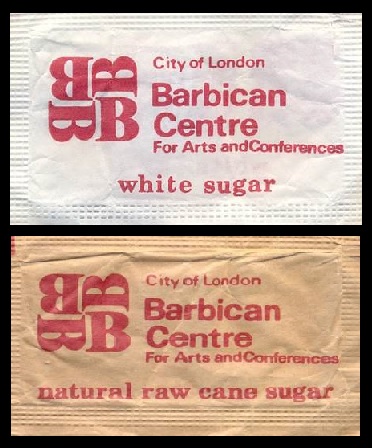 City of London
Barbican
Centre
For Arts and Conferences
B B
B B
white sugar
City of London
Barbican
Centre
For Arts and Conferences
B B
B B
natural raw cane sugar